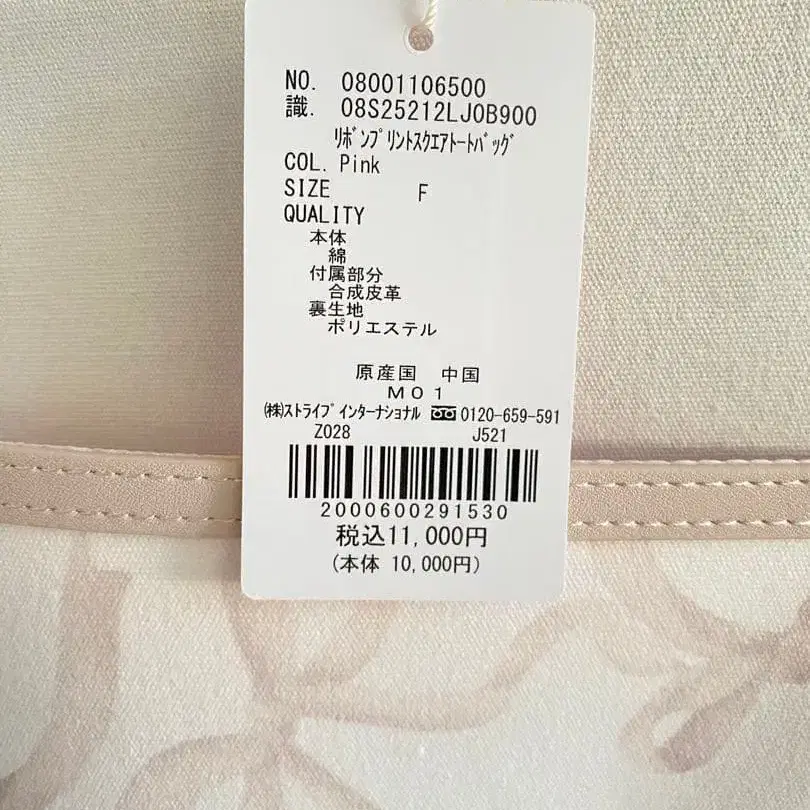 NO. 08001106500
識. 08S25212LJ0B900
ﾘﾎﾞﾝﾌﾟﾘﾝﾄｽｸｴｱﾄｰﾄﾊﾞｯｸﾞ
COL. Pink
SIZE F
QUALITY
本体
綿
付属部分
合成皮革
裏生地
ポリエステル
原産国 中国
M01
㈱ｽﾄﾗｲﾌﾟｲﾝﾀｰﾅｼｮﾅﾙ 0120-659-591
Z028 J521
2000600291530
税込11,000円
(本体 10,000円)